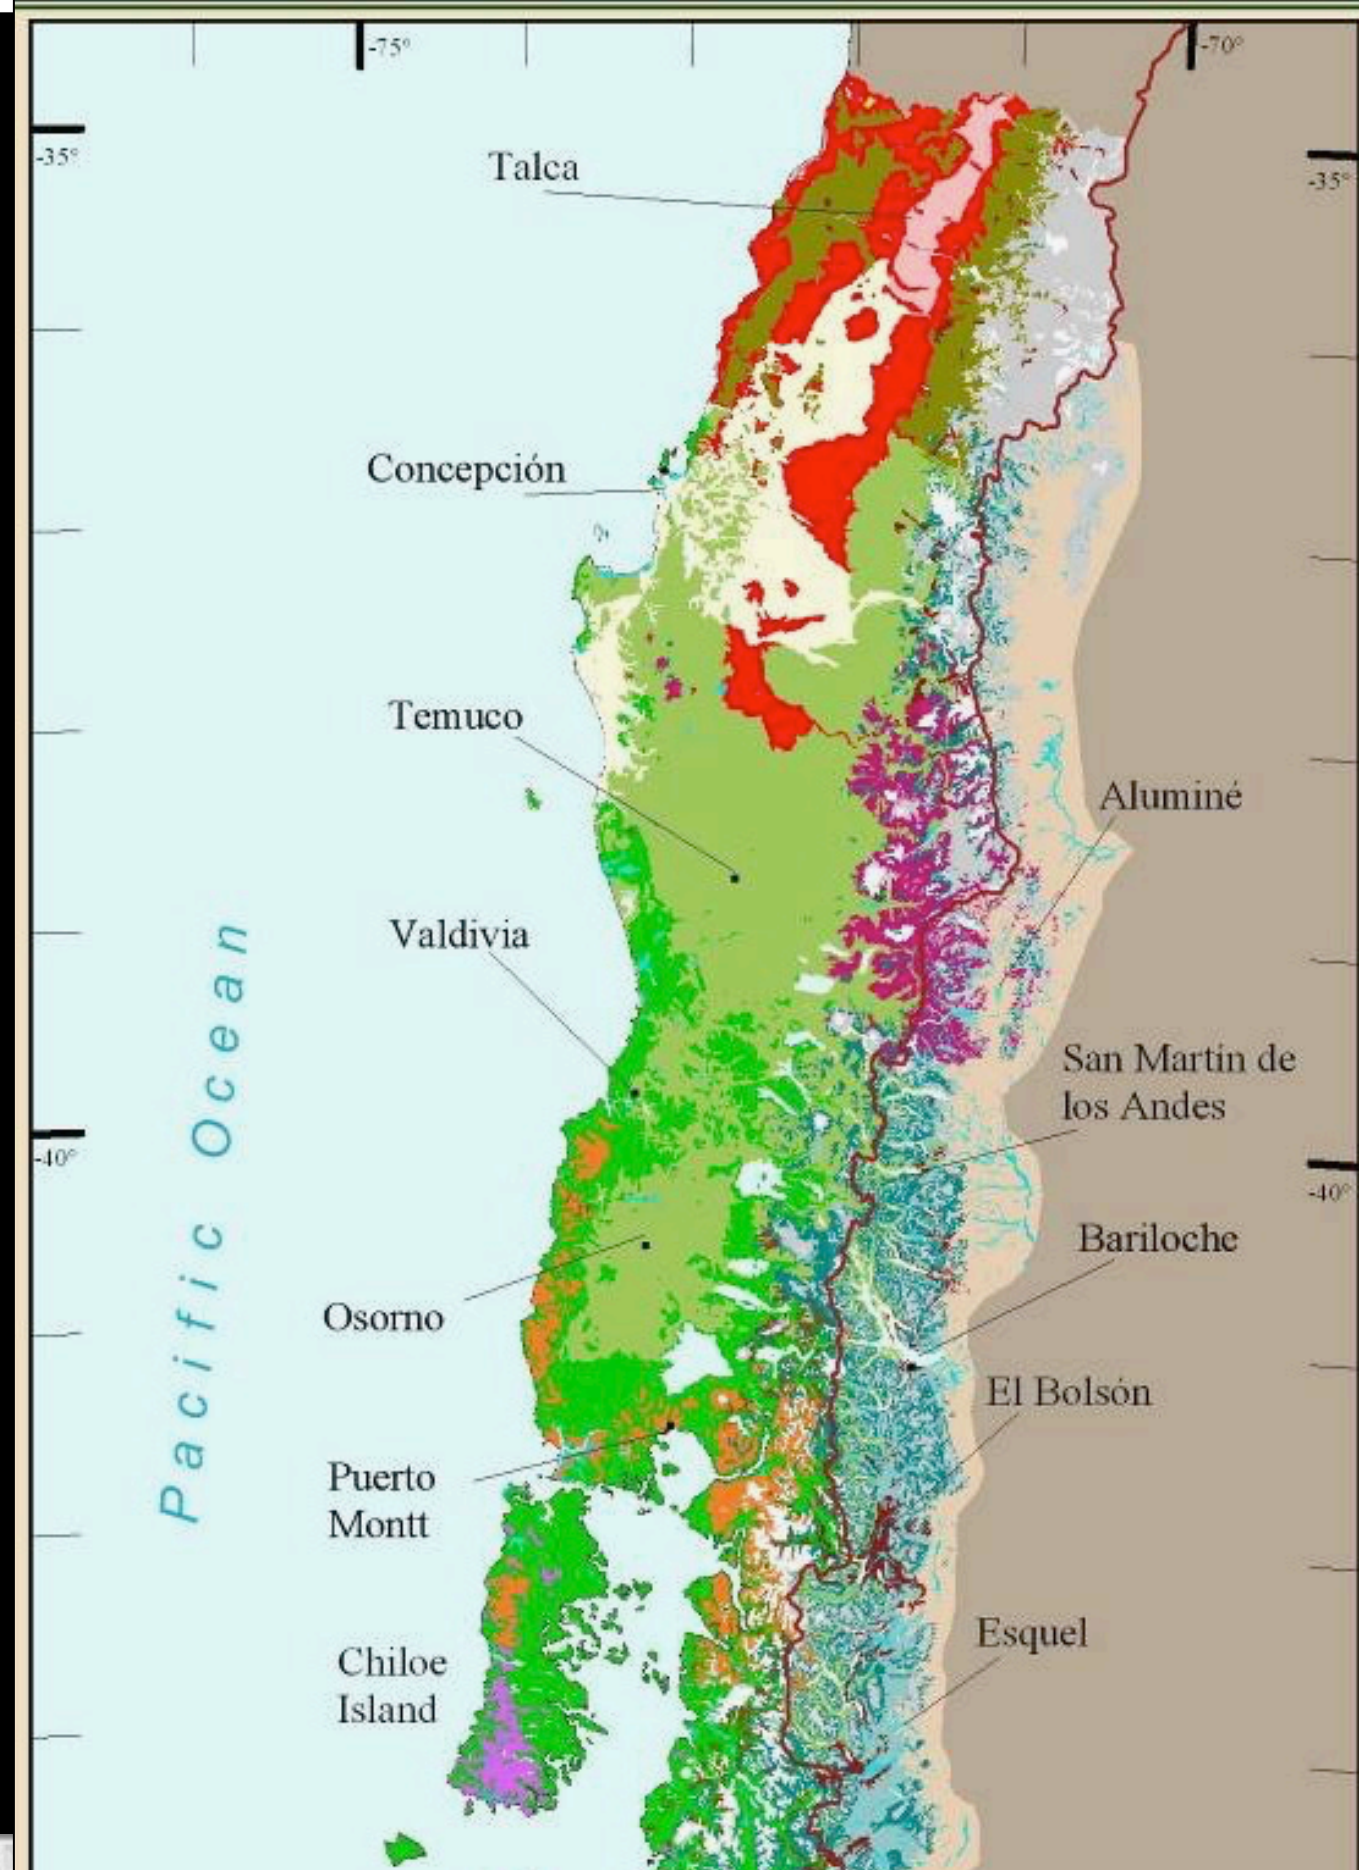 -75°
-70°
-35°
-35°
Talca
Concepción
Temuco
Aluminé
Valdivia
San Martín de
los Andes
-40°
-40°
Bariloche
Osorno
El Bolsón
Puerto
Montt
Esquel
Chiloe
Island
Pacific Ocean